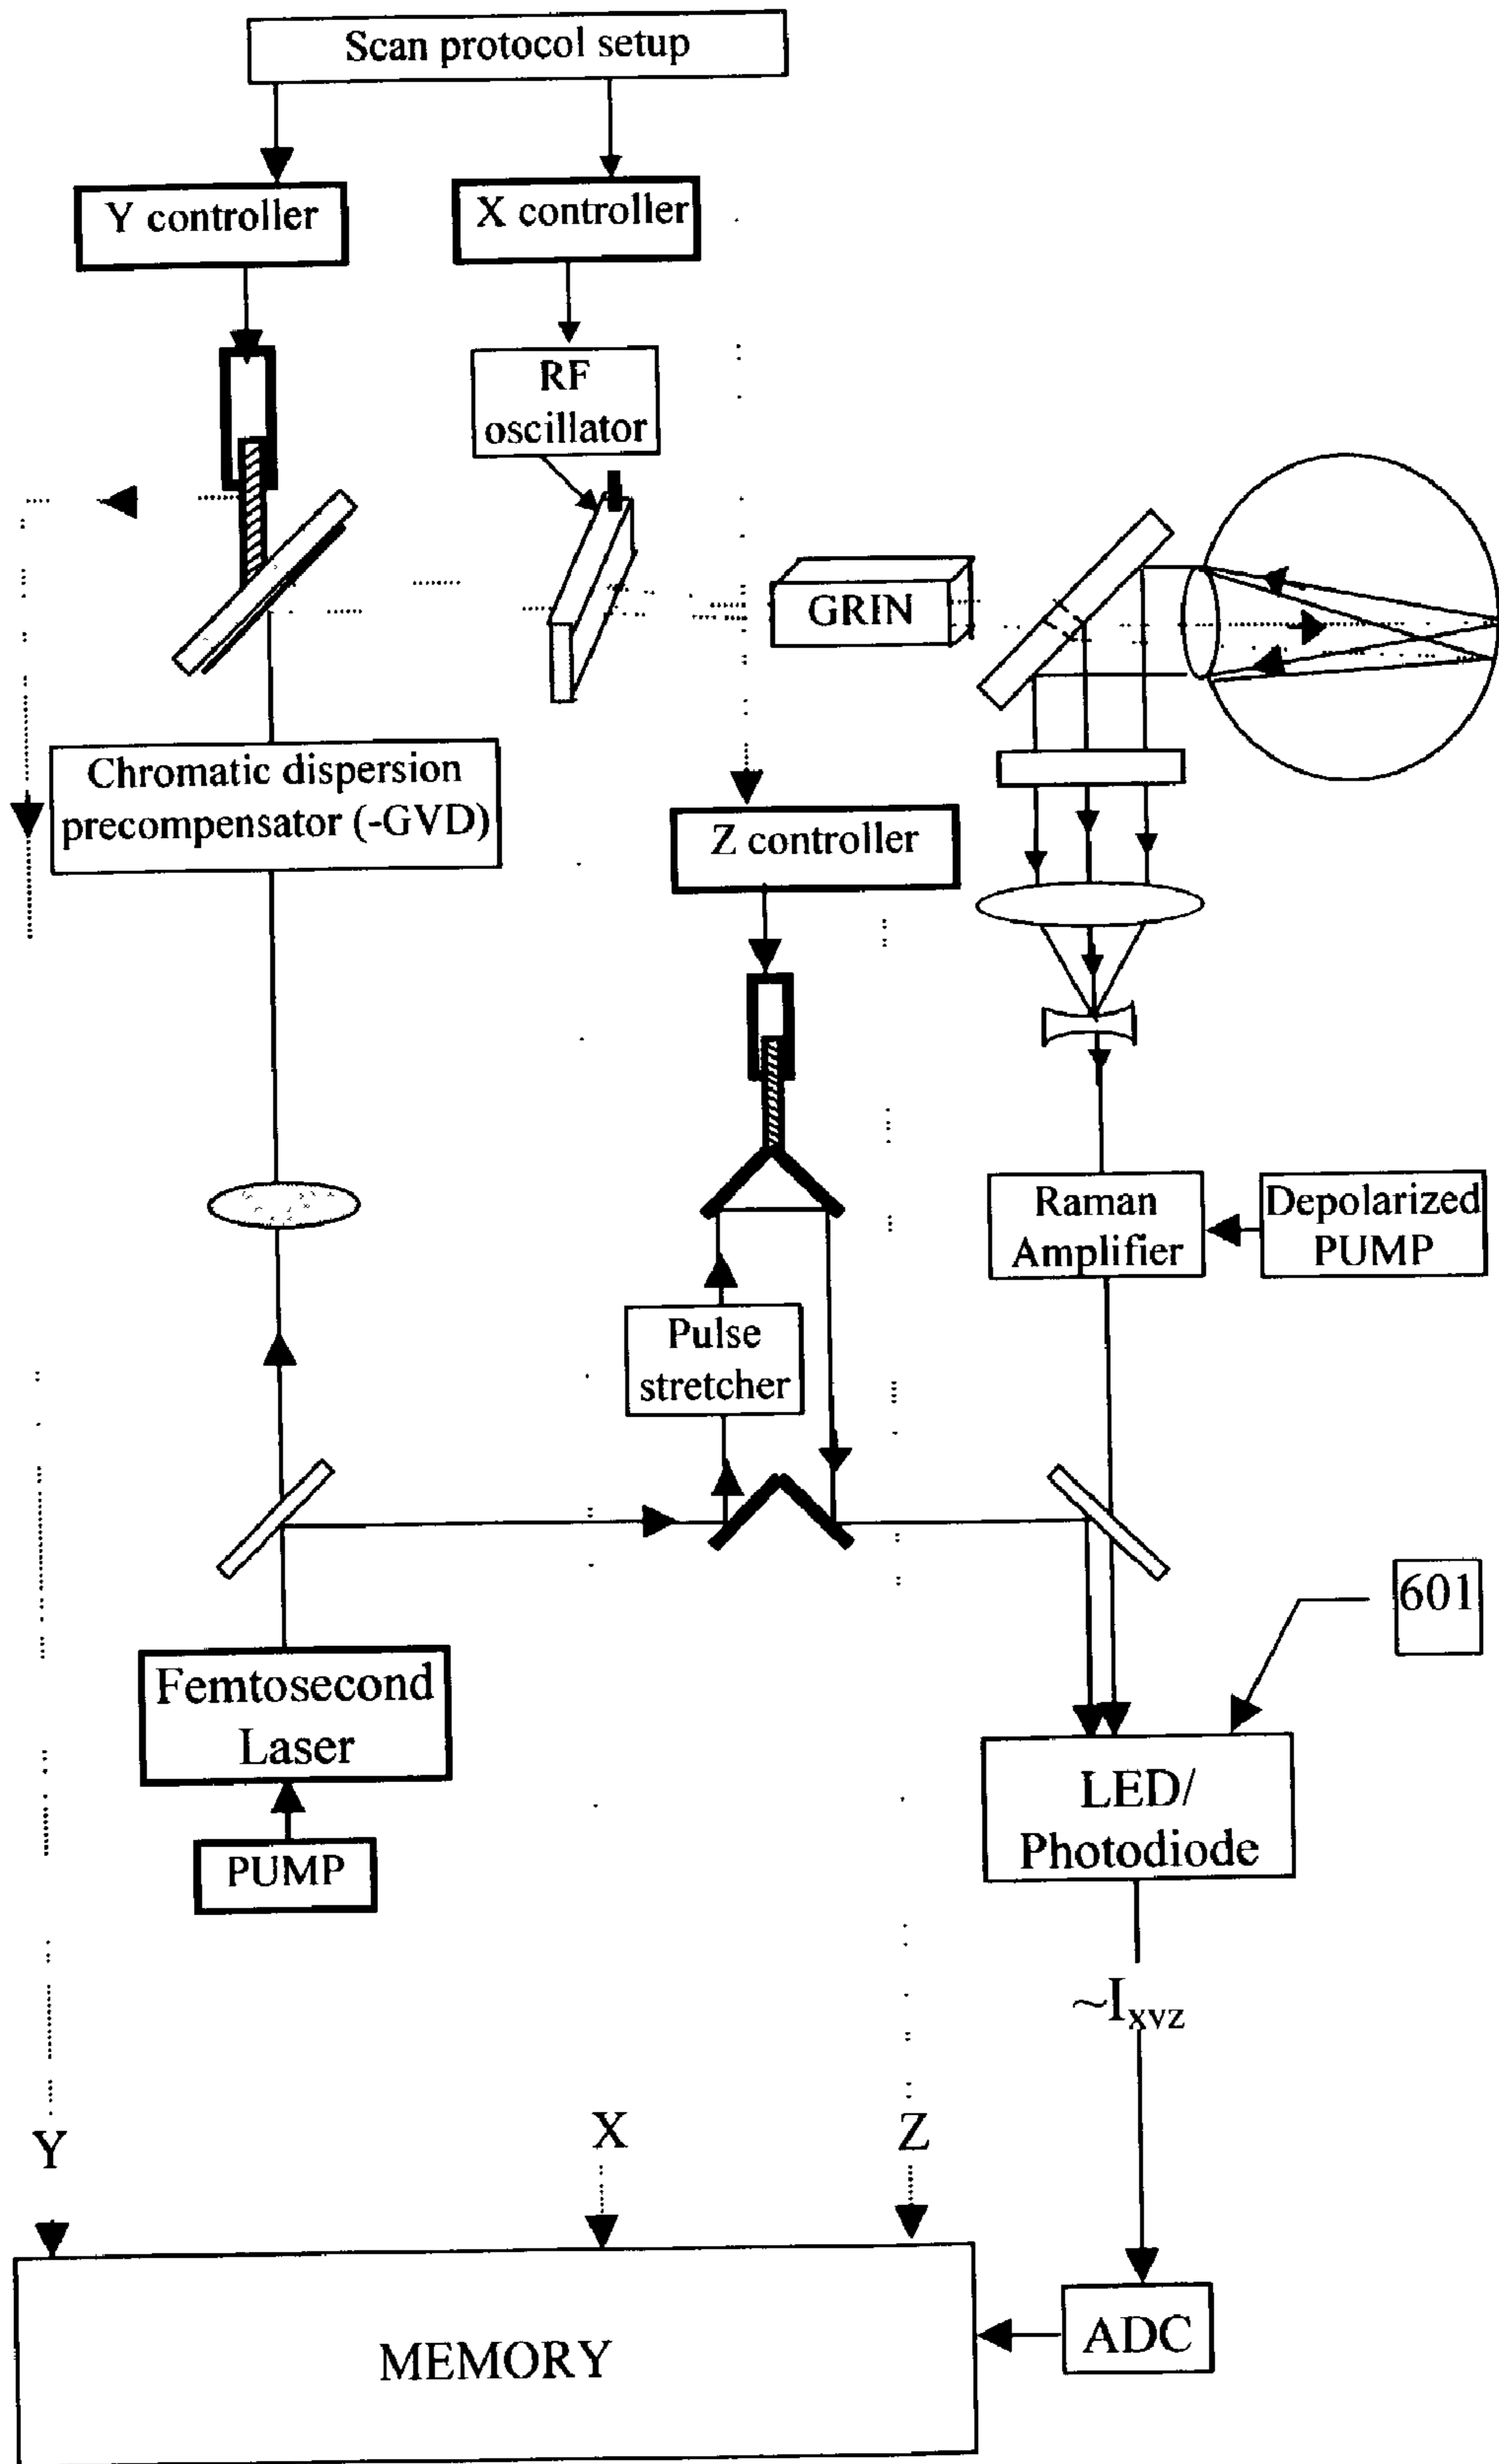 Scan protocol setup
Y controller
X controller
RF
oscillator
GRIN
Chromatic dispersion
precompensator (-GVD)
Z controller
Raman
Amplifier
Depolarized
PUMP
Pulse
stretcher
601
Femtosecond
Laser
LED/
Photodiode
PUMP
~Ixyz
Y
X
Z
ADC
MEMORY